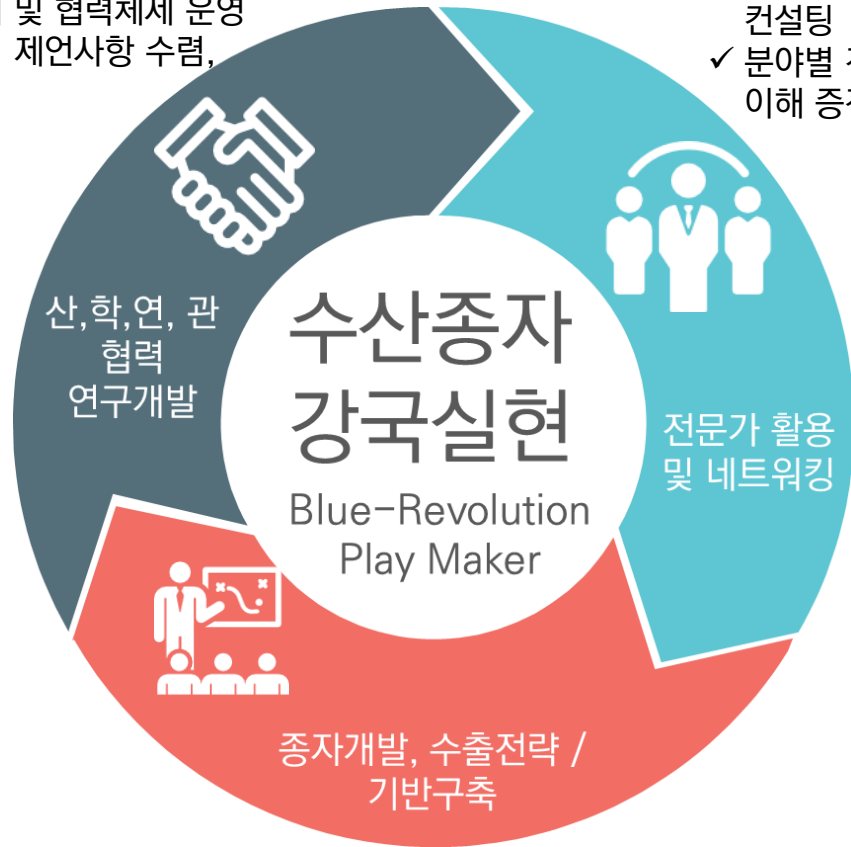 및 협력체제 운영
제언사항 수렴,
컨설팅
✓ 분야별
이해
산,학,연, 관
협력
연구개발
수산종자
강국실현
Blue-Revolution
Play Maker
전문가 활용
및 네트워킹
종자개발, 수출전략 /
기반구축